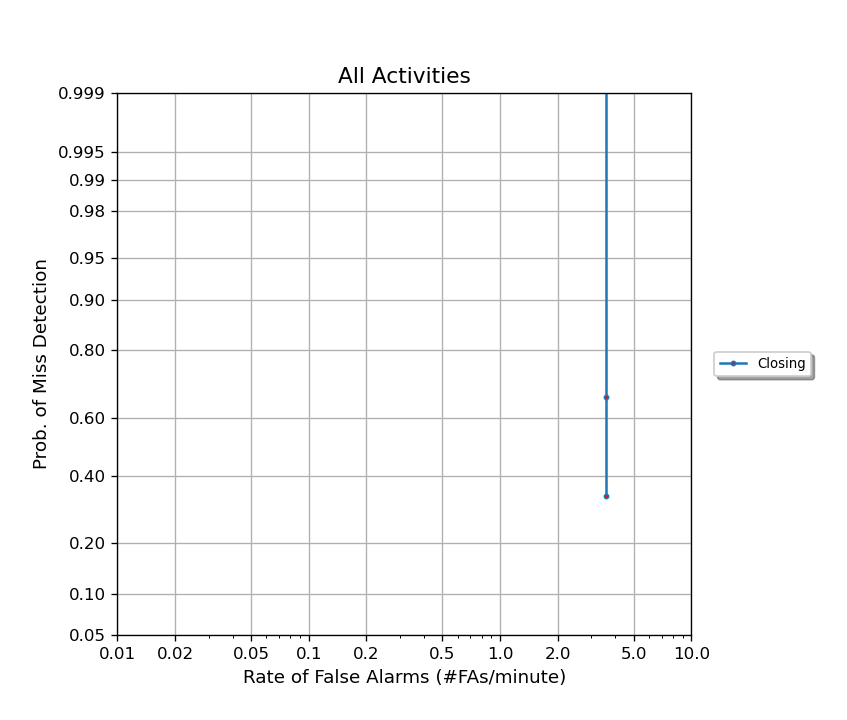 All Activities
0.999
0.995
0.99
0.98
0.95
0.90
0.80
0.60
0.40
0.20
0.10
0.05
Prob. of Miss Detection
0.01 0.02 0.05 0.1 0.2 0.5 1.0 2.0 5.0 10.0
Rate of False Alarms (#FAs/minute)
Closing